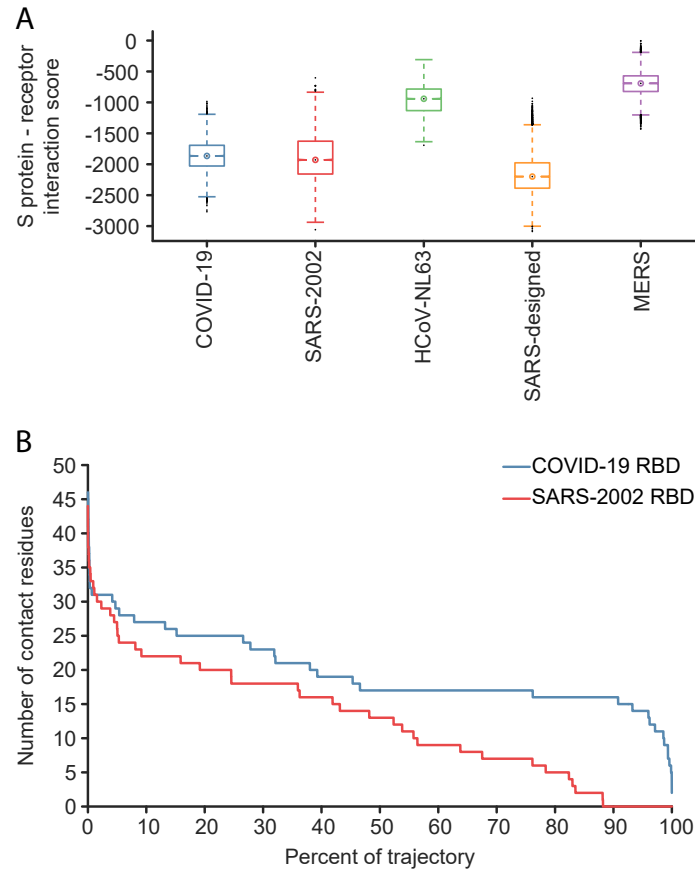 A
S protein - receptor
interaction score
0
-500
-1000
-1500
-2000
-2500
-3000
COVID-19
SARS-2002
HCoV-NL63
SARS-designed
MERS
B
Number of contact residues
50
45
40
35
30
25
20
15
10
5
0
COVID-19 RBD
SARS-2002 RBD
0 10 20 30 40 50 60 70 80 90 100
Percent of trajectory